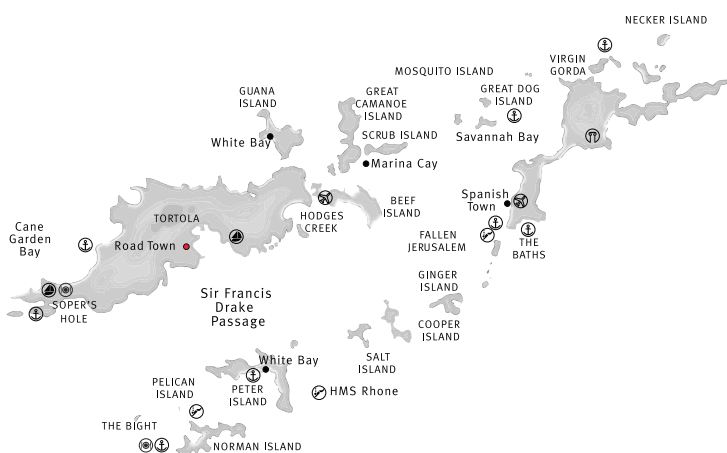 NECKER ISLAND
VIRGIN
GORDA
MOSQUITO ISLAND
GREAT DOG
ISLAND
Savannah Bay
GUANA
ISLAND
White Bay
GREAT
CAMANOE
ISLAND
SCRUB ISLAND
Marina Cay
Spanish
Town
BEEF
ISLAND
HODGES
CREEK
TORTOLA
Road Town
Cane
Garden
Bay
FALLEN
JERUSALEM
THE
BATHS
SOPER'S
HOLE
Sir Francis
Drake
Passage
GINGER
ISLAND
COOPER
ISLAND
SALT
ISLAND
White Bay
PETER
ISLAND
HMS Rhone
PELICAN
ISLAND
THE BIGHT
NORMAN ISLAND